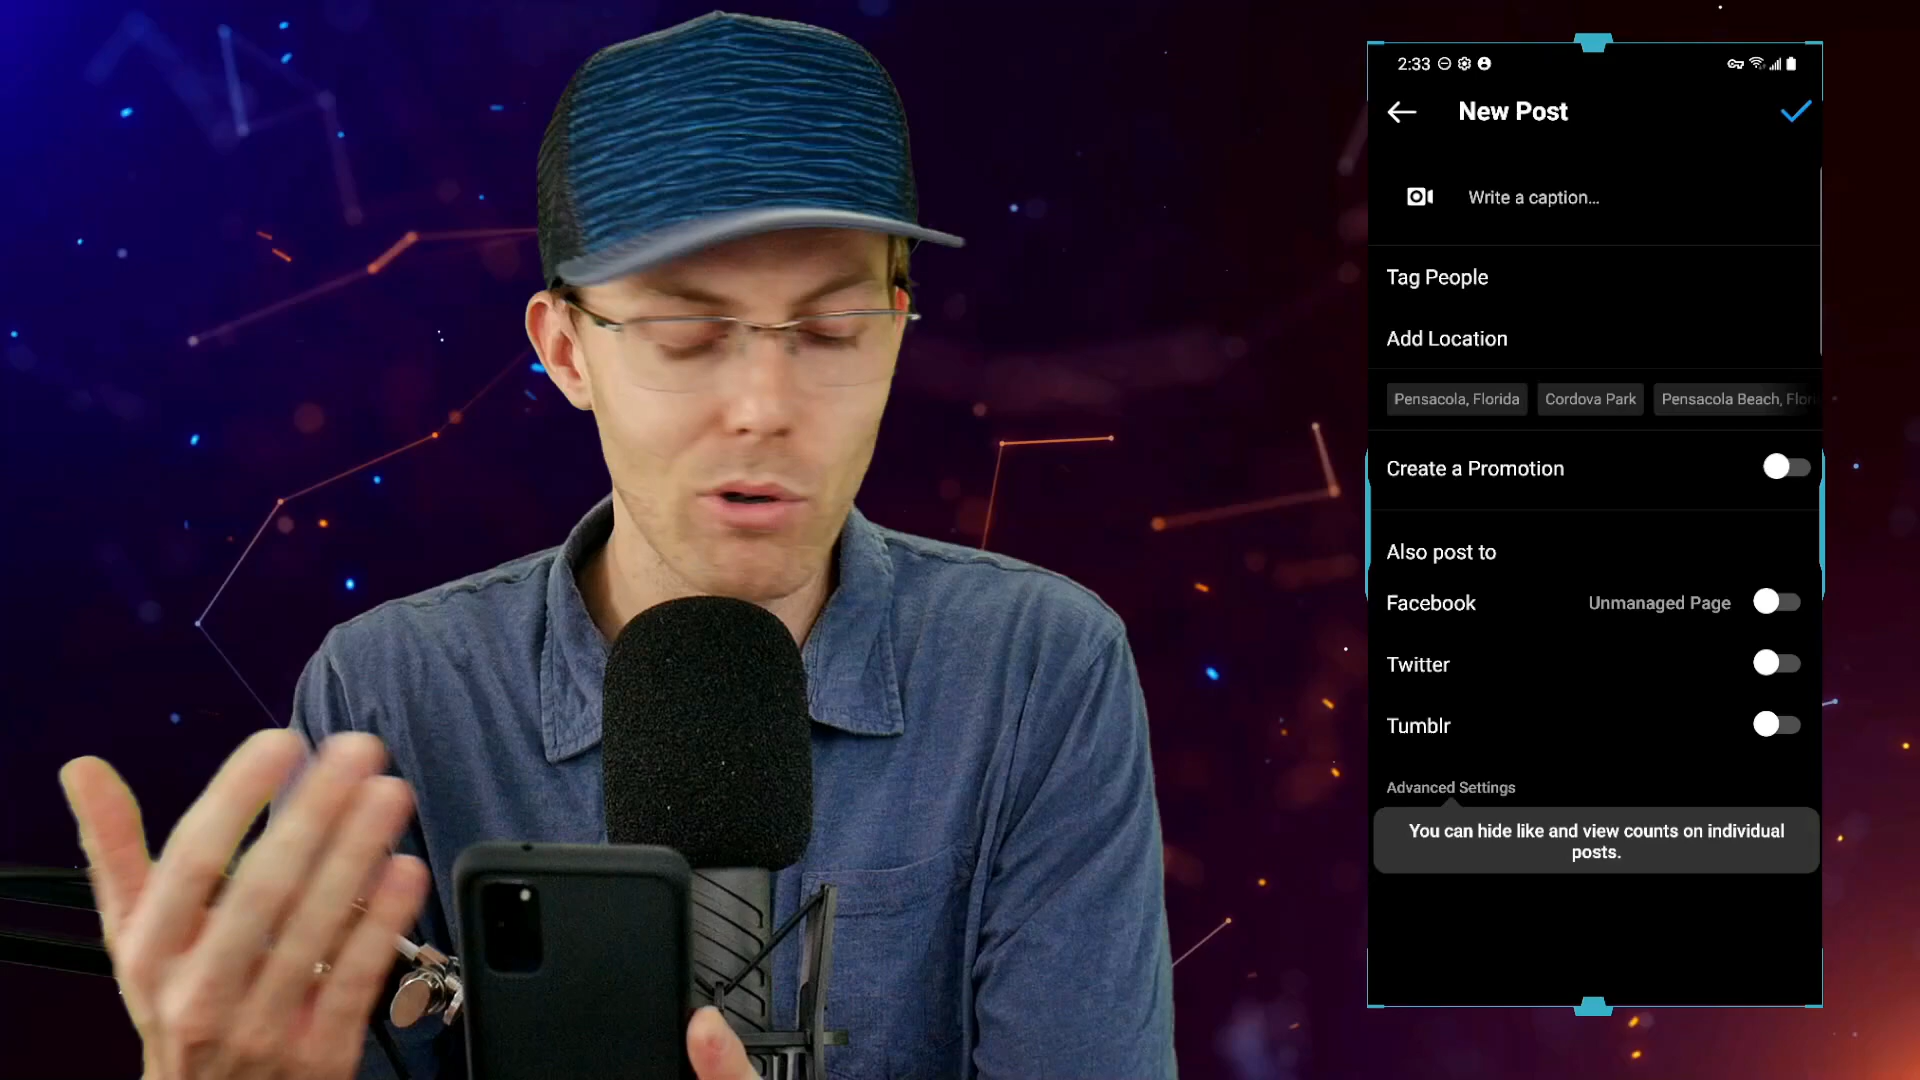 2:33
New Post
Write a caption...
Tag People
Add Location
Pensacola, Florida
Cordova Park
Pensacola Beach, Flor
Create a Promotion
Also post to
Facebook
Unmanaged Page
Twitter
Tumblr
Advanced Settings
You can hide like and view counts on individual
posts.